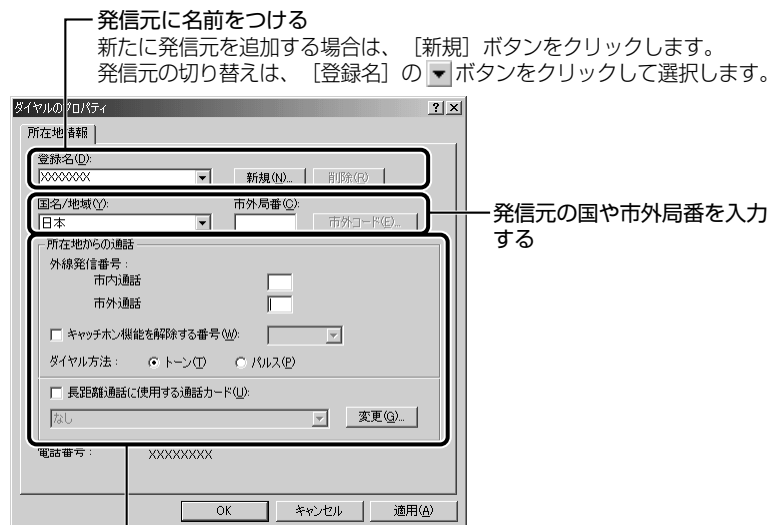 発信元に名前をつける
新たに発信元を追加する場合は、［新規］ボタンをクリックします。
発信元の切り替えは、［登録名］の ボタンをクリックして選択します。
ダイヤルのプロパティ
所在地情報
登録名(D):
XXXXXXX 新規(N)... 削除(R)
国名/地域(Y): 市外局番(C):
日本 市外コード(E)...
発信元の国や市外局番を入力
する
所在地からの通話
外線発信番号：
市内通話
市外通話
キャッチホン機能を解除する番号(W):
ダイヤル方法： トーン(T) パルス(P)
長距離通話に使用する通話カード(U):
なし 変更(G)...
電話番号： XXXXXXXX
OK キャンセル 適用(A)